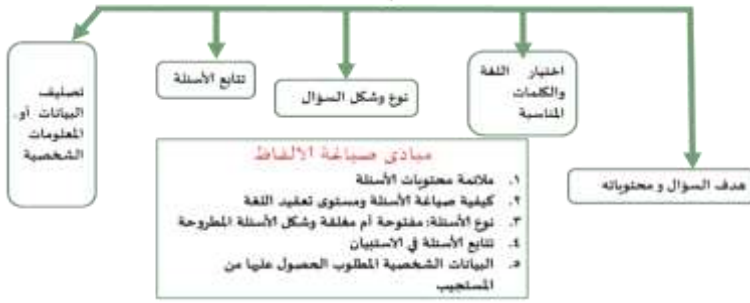 هدف السؤال ومحتوياته
اختيار اللغة
والكلمات
المناسبة
نوع وشكل السؤال
تتابع الأسئلة
تصنيف
البيانات أو
المعلومات
الشخصية
مبادئ صياغة الالفاظ
١. ملائمة محتويات الأسئلة
٢. كيفية صياغة الأسئلة ومستوى تعقيد اللغة
٣. نوع الأسئلة: مفتوحة أم مغلقة وشكل الأسئلة المطروحة
٤. تتابع الأسئلة في الاستبيان
٥. البيانات الشخصية المطلوب الحصول عليها من
المستجيب